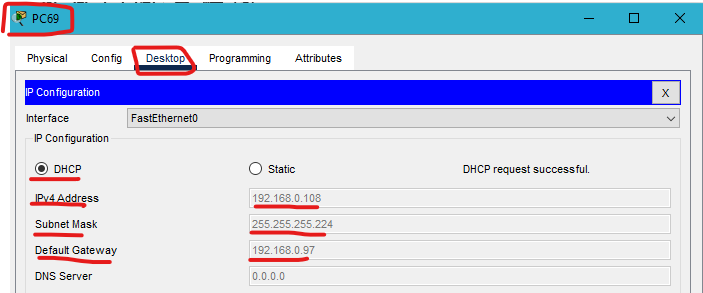 PC69
Physical Config Desktop Programming Attributes
IP Configuration X
Interface FastEthernet0
IP Configuration
DHCP Static DHCP request successful.
IPv4 Address 192.168.0.108
Subnet Mask 255.255.255.224
Default Gateway 192.168.0.97
DNS Server 0.0.0.0